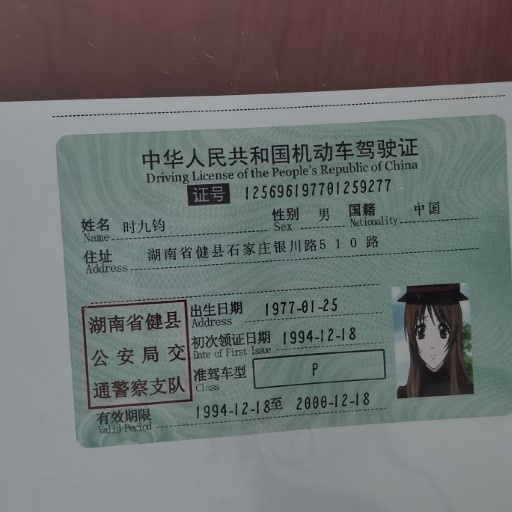 中华人民共和国机动车驾驶证
Driving License of the People's Republic of China
证号 125696197701259277
姓名 时九钧 性别 男 国籍 中国
Name Sex Nationality
住址 湖南省健县石家庄银川路510路
Address
出生日期 1977-01-25
Address
湖南省健县
初次领证日期 1994-12-18
Date of First Issue
公安局交
准驾车型 P
Class
通警察支队
有效期限 1994-12-18至 2000-12-18
Valid Period